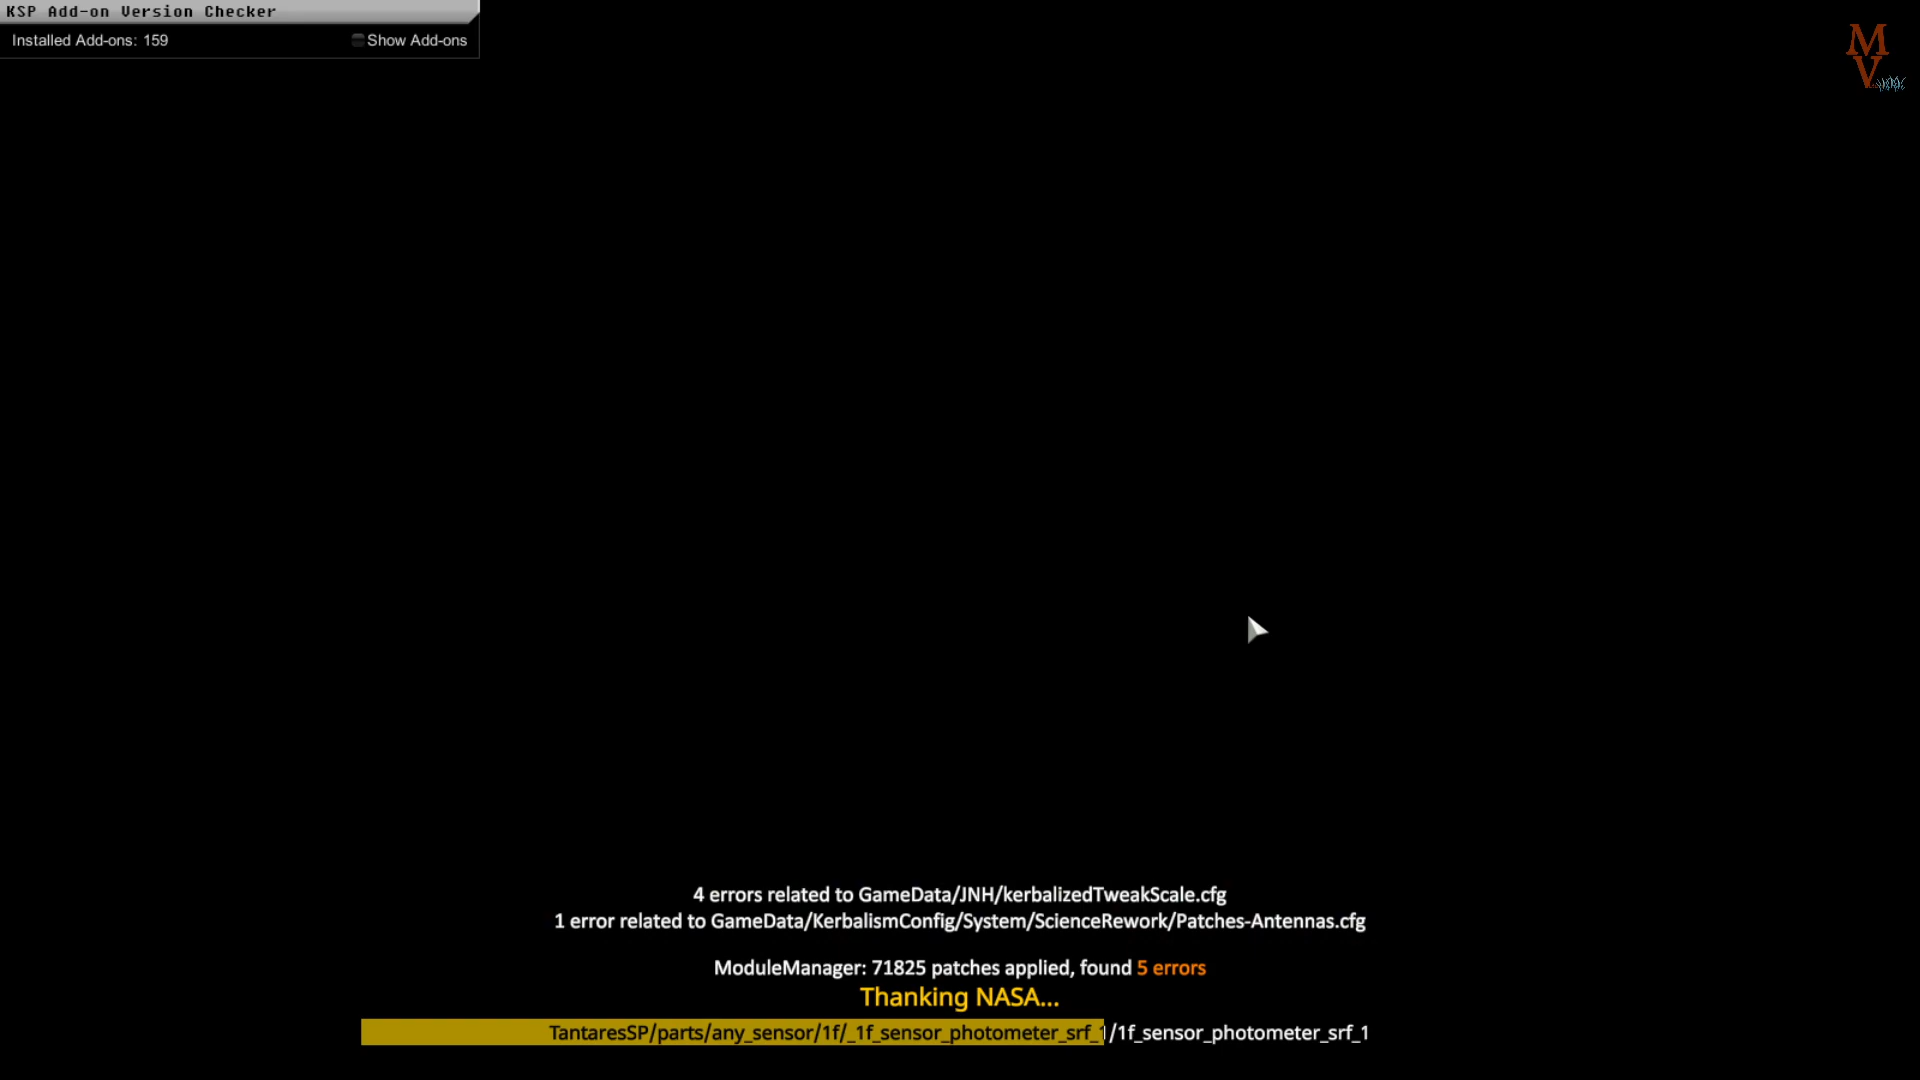 KSP Add-on Version Checker
Installed Add-ons: 159
Show Add-ons
M
V
4 errors related to GameData/JNH/kerbalizedTweakScale.cfg
1 error related to GameData/KerbalismConfig/System/ScienceRework/Patches-Antennas.cfg
ModuleManager: 71825 patches applied, found 5 errors
Thanking NASA...
TantaresSP/parts/any_sensor/1f/_1f_sensor_photometer_srf_1/1f_sensor_photometer_srf_1